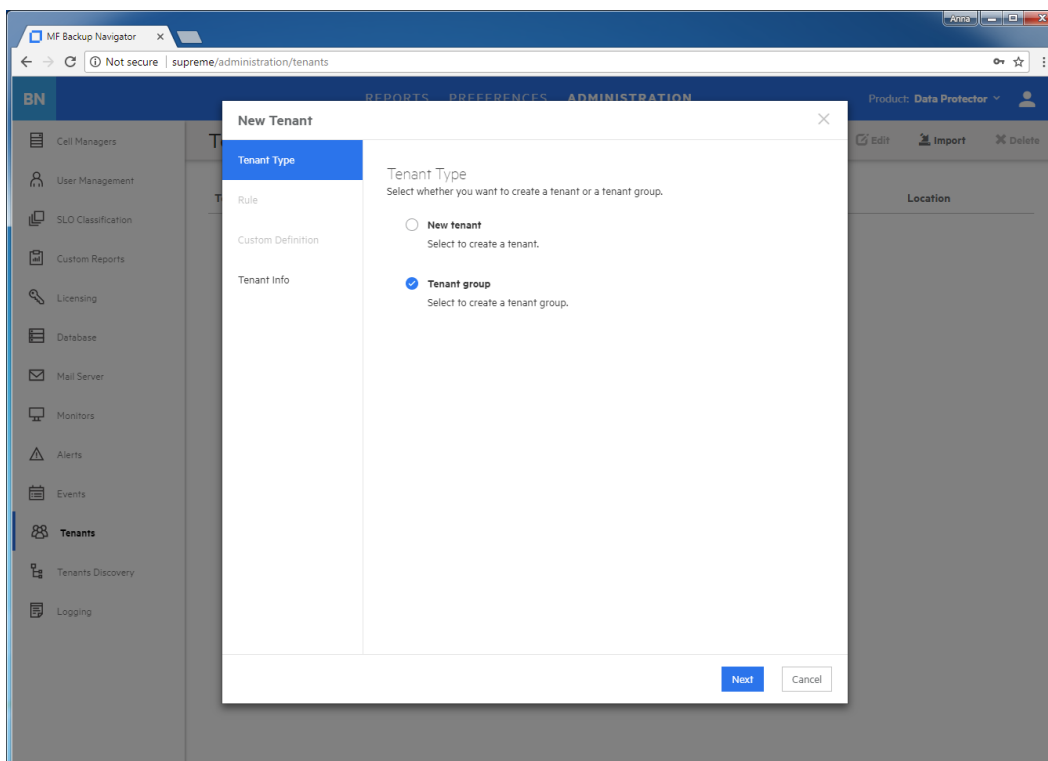 Anna
MF Backup Navigator
Not secure | supreme/administration/tenants
BN
REPORTS PREFERENCES ADMINISTRATION
Product: Data Protector
New Tenant
Cell Managers
User Management
SLO Classification
Custom Reports
Licensing
Database
Mail Server
Monitors
Alerts
Events
Tenants
Tenants Discovery
Logging
Edit Import Delete
Location
Tenant Type
Rule
Custom Definition
Tenant Info
Tenant Type
Select whether you want to create a tenant or a tenant group.
New tenant
Select to create a tenant.
Tenant group
Select to create a tenant group.
Next Cancel